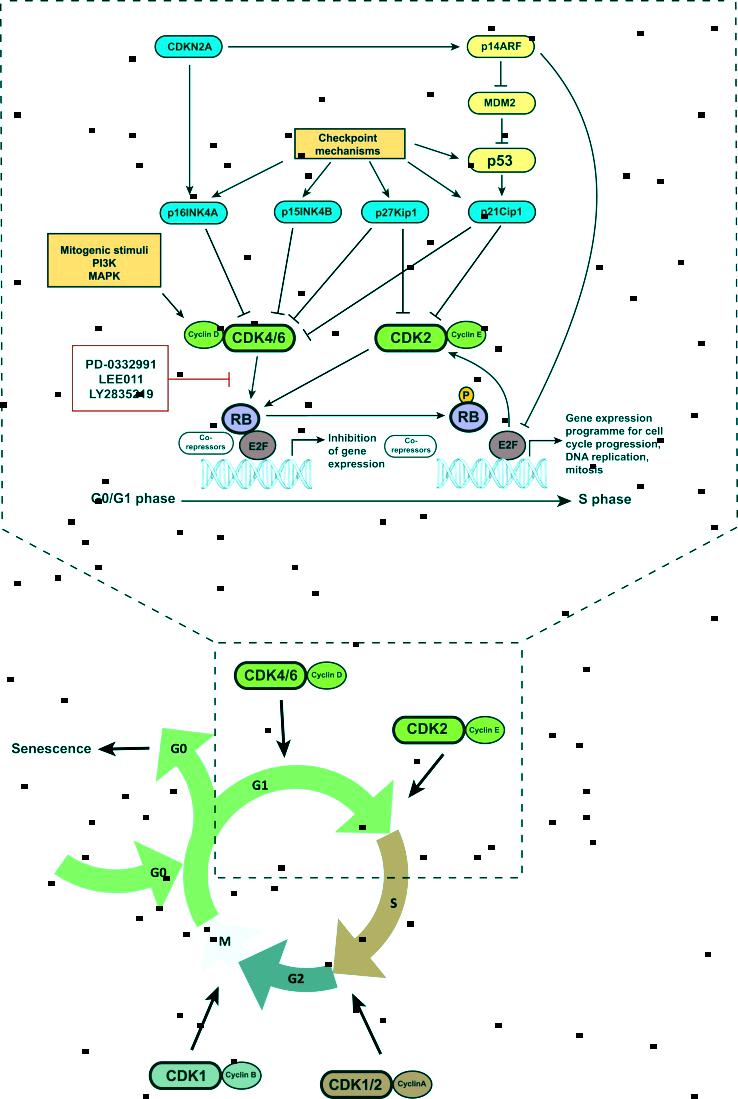 CDKN2A
p14ARF
MDM2
Checkpoint
mechanisms
p53
p16INK4A
p15INK4B
p27Kip1
p21Cip1
Mitogenic stimuli
PI3K
MAPK
Cyclin D
CDK4/6
CDK2
Cyclin E
PD-0332991
LEE011
LY2835219
RB
P
RB
Co-
repressors
E2F
Inhibition
of gene
expression
Co-
repressors
E2F
Gene expression
programme for cell
cycle progression,
DNA replication,
mitosis
G0/G1 phase
S phase
CDK4/6
Cyclin D
CDK2
Cyclin E
Senescence
G0
G1
G0
S
M
G2
CDK1
Cyclin B
CDK1/2
CyclinA